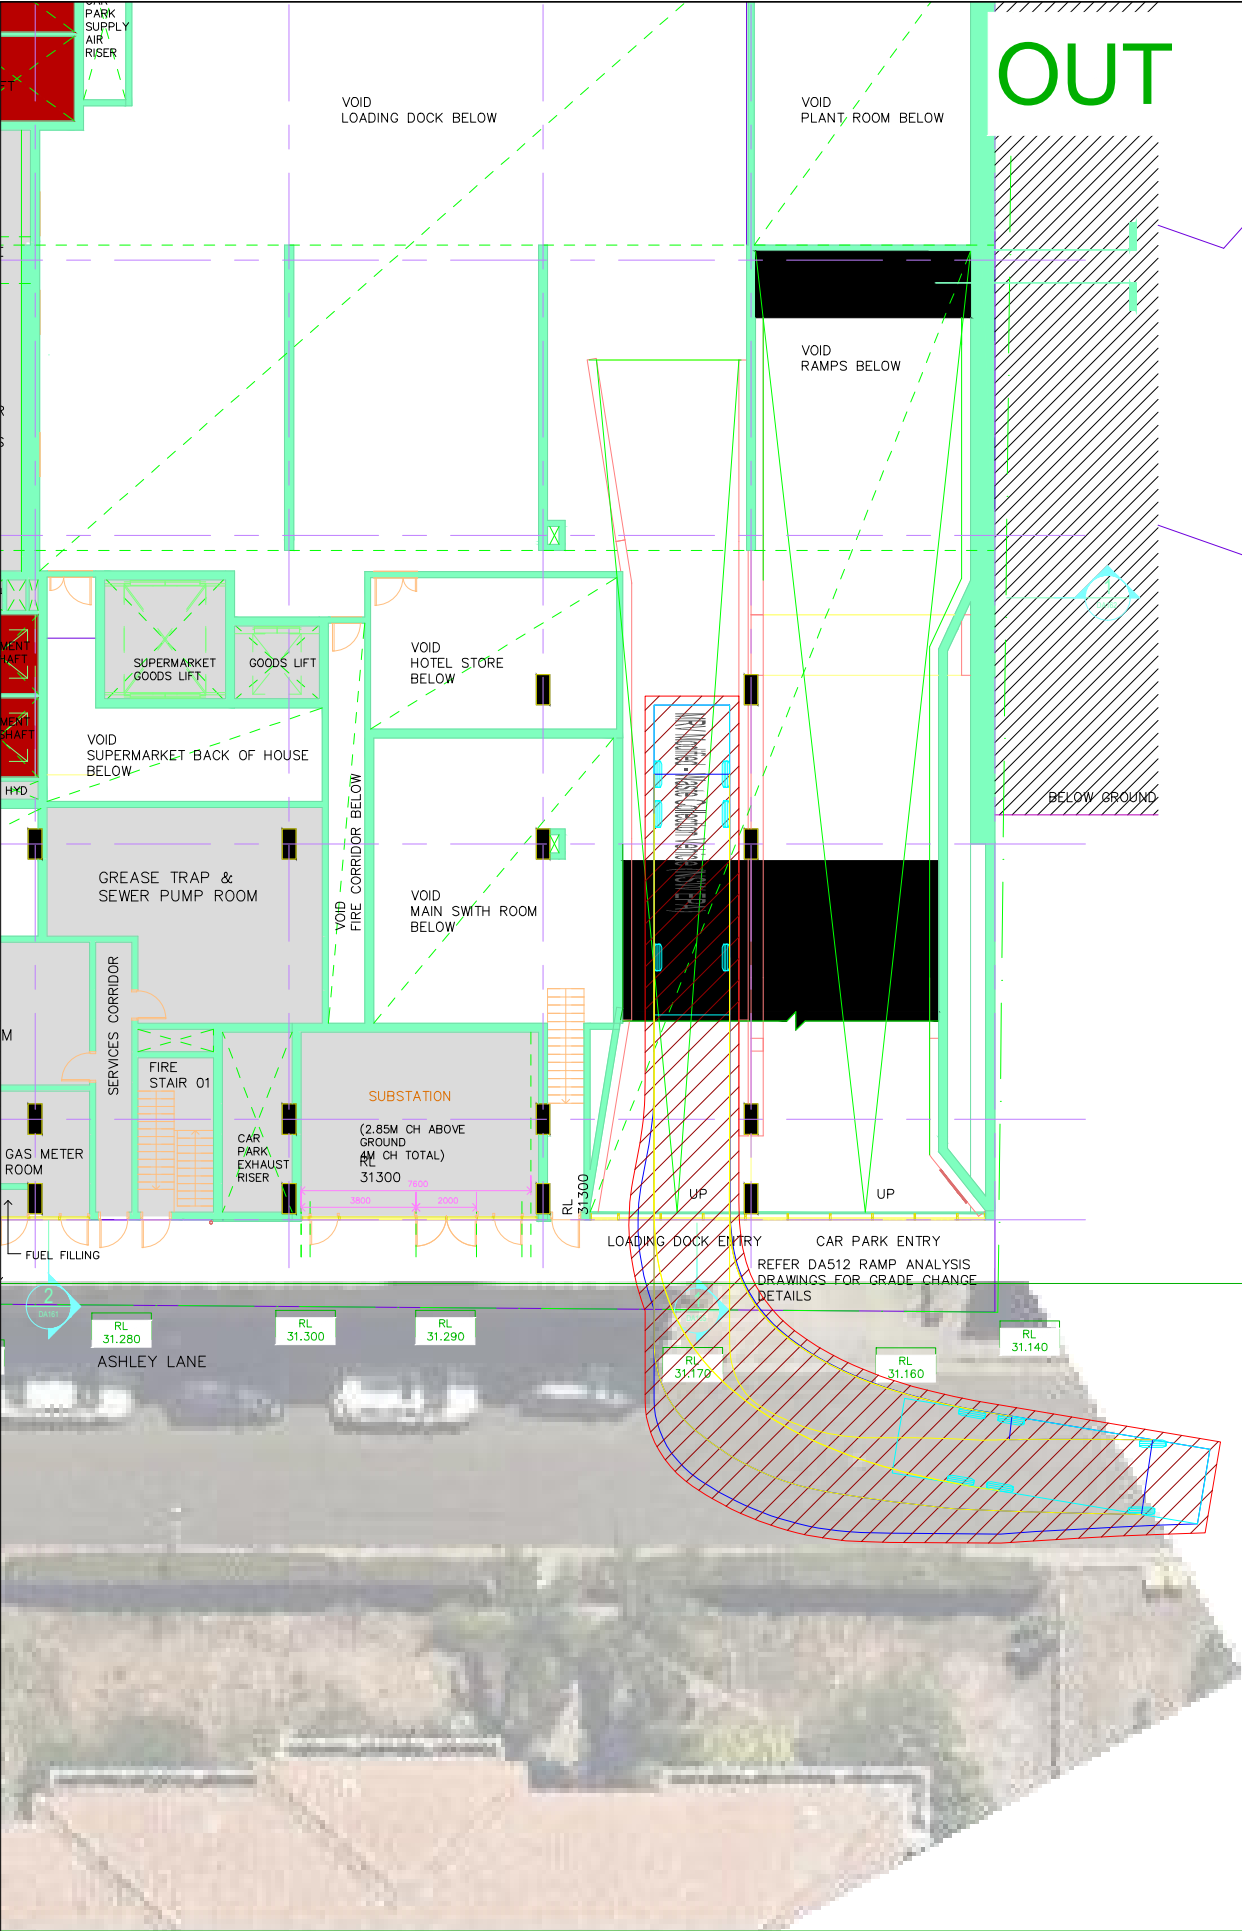 CAR
PARK
SUPPLY
AIR
RISER
VOID
LOADING DOCK BELOW
VOID
PLANT ROOM BELOW
OUT
VOID
RAMPS BELOW
SUPERMARKET
GOODS LIFT
GOODS LIFT
VOID
HOTEL STORE
BELOW
VOID
SUPERMARKET BACK OF HOUSE
BELOW
HYD
BELOW GROUND
GREASE TRAP &
SEWER PUMP ROOM
VOID
FIRE CORRIDOR BELOW
VOID
MAIN SWITH ROOM
BELOW
SERVICES CORRIDOR
FIRE
STAIR 01
SUBSTATION
(2.85M CH ABOVE
GROUND
4M CH TOTAL)
RL
31300
CAR
PARK
EXHAUST
RISER
GAS METER
ROOM
7600
3800
2000
RL
31300
UP
UP
FUEL FILLING
LOADING DOCK ENTRY
CAR PARK ENTRY
REFER DA512 RAMP ANALYSIS
DRAWINGS FOR GRADE CHANGE
DETAILS
2
RL
31.280
RL
31.300
RL
31.290
RL
31.170
RL
31.160
RL
31.140
ASHLEY LANE